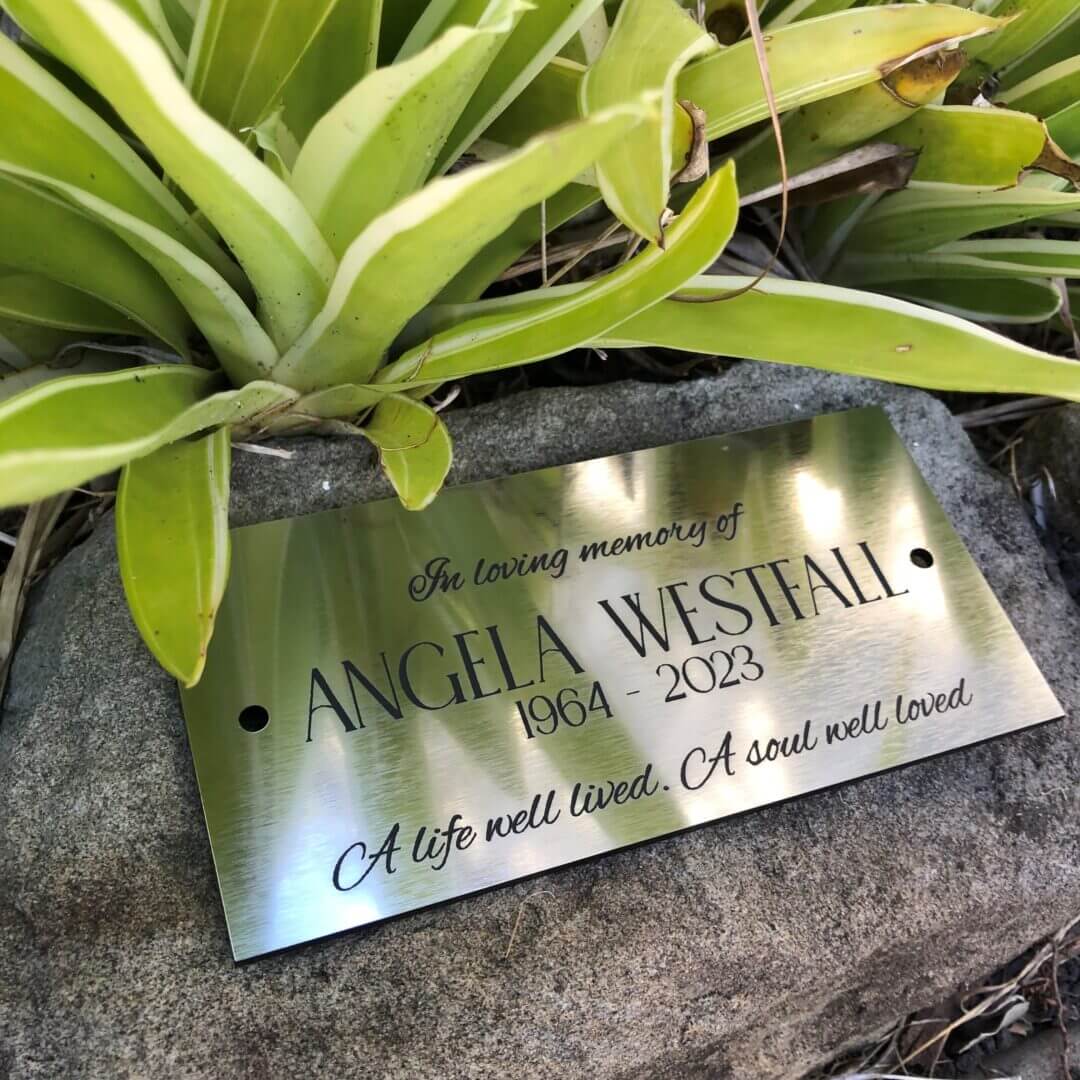 In loving memory of
ANGELA WESTFALL
1964 - 2023
A life well lived. A soul well loved